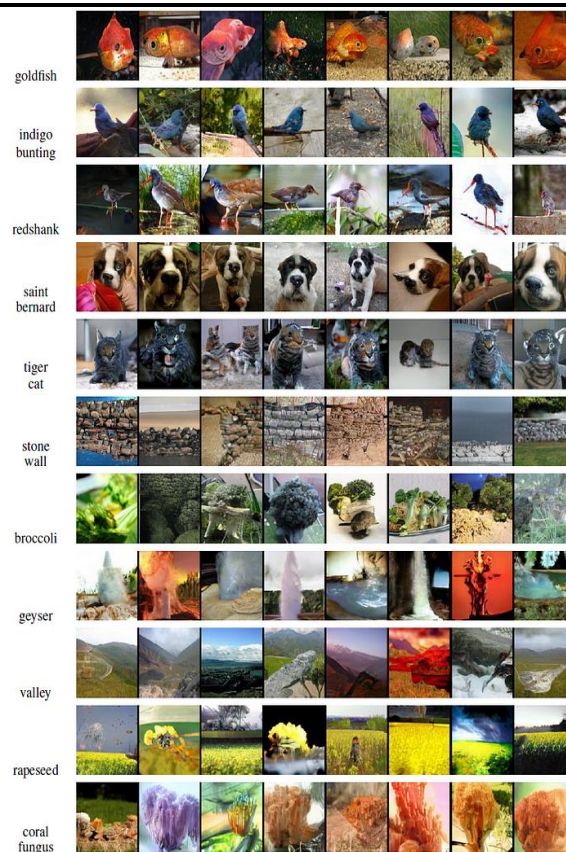 goldfish
indigo
bunting
redshank
saint
bernard
tiger
cat
stone
wall
broccoli
geyser
valley
rapeseed
coral
fungus